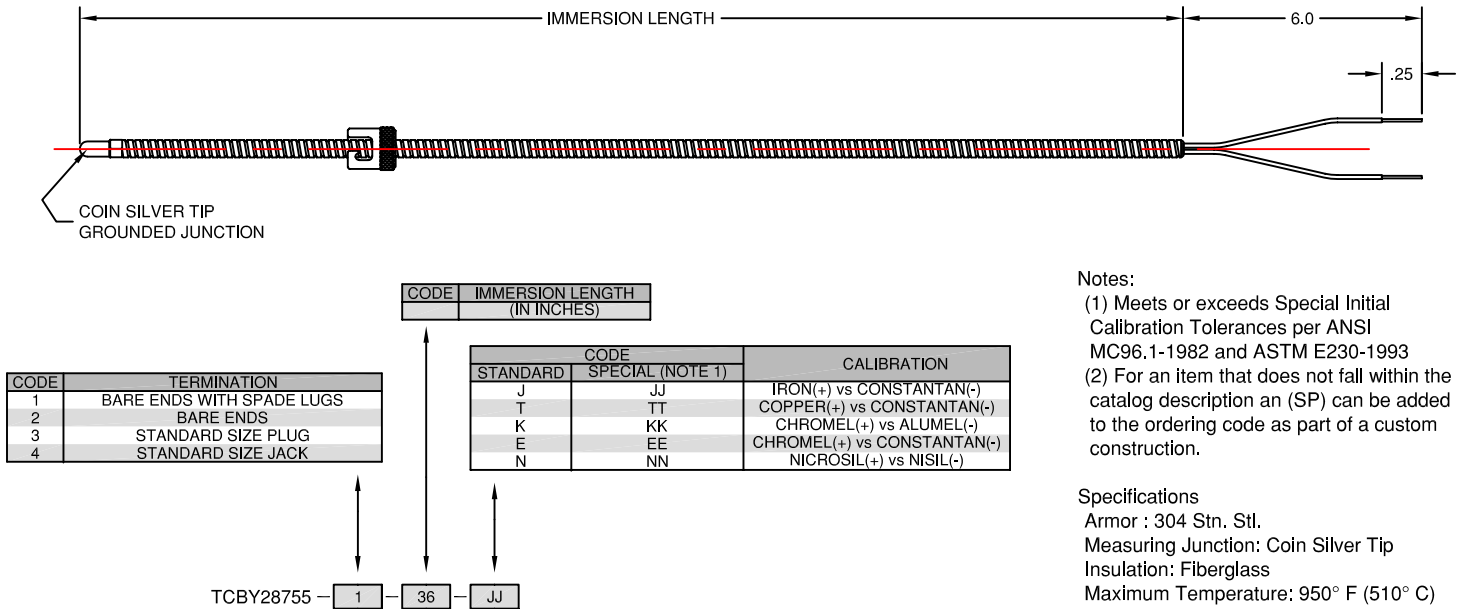 IMMERSION LENGTH
6.0
.25
COIN SILVER TIP
GROUNDED JUNCTION
CODE IMMERSION LENGTH
(IN INCHES)
CODE TERMINATION
1 BARE ENDS WITH SPADE LUGS
2 BARE ENDS
3 STANDARD SIZE PLUG
4 STANDARD SIZE JACK
CODE CALIBRATION
STANDARD SPECIAL (NOTE 1)
J JJ IRON(+) vs CONSTANTAN(-)
T TT COPPER(+) vs CONSTANTAN(-)
K KK CHROMEL(+) vs ALUMEL(-)
E EE CHROMEL(+) vs CONSTANTAN(-)
N NN NICROSIL(+) vs NISIL(-)
TCBY28755 – 1 – 36 – JJ
Notes:
(1) Meets or exceeds Special Initial
Calibration Tolerances per ANSI
MC96.1-1982 and ASTM E230-1993
(2) For an item that does not fall within the
catalog description an (SP) can be added
to the ordering code as part of a custom
construction.
Specifications
Armor : 304 Stn. Stl.
Measuring Junction: Coin Silver Tip
Insulation: Fiberglass
Maximum Temperature: 950° F (510° C)